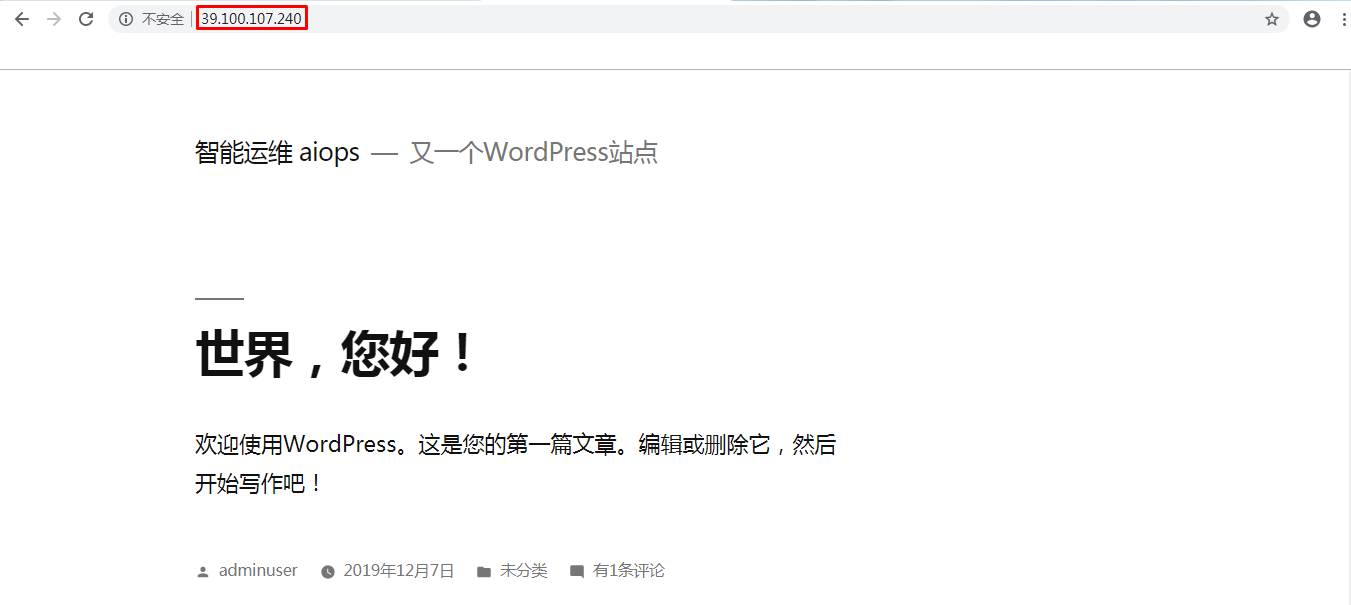 不安全 39.100.107.240
智能运维 aiops — 又一个WordPress站点
世界，您好！
欢迎使用WordPress。这是您的第一篇文章。编辑或删除它，然后
开始写作吧！
adminuser 2019年12月7日 未分类 有1条评论